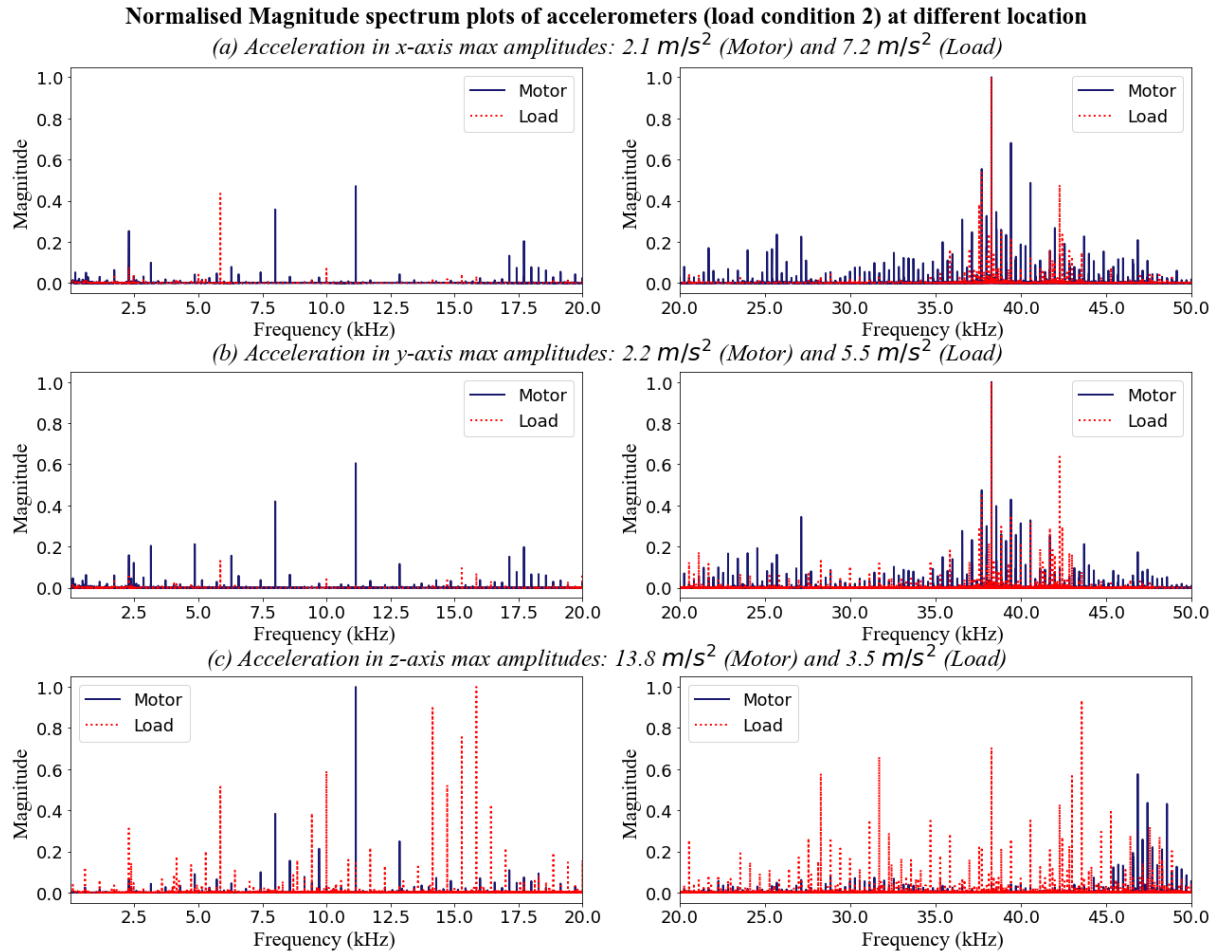 Normalised Magnitude spectrum plots of accelerometers (load condition 2) at different location
(a) Acceleration in x-axis max amplitudes: 2.1 m/s² (Motor) and 7.2 m/s² (Load)
1.0
0.8
0.6
0.4
0.2
0.0
Magnitude
Motor
Load
2.5 5.0 7.5 10.0 12.5 15.0 17.5 20.0
Frequency (kHz)
1.0
0.8
0.6
0.4
0.2
0.0
Magnitude
Motor
Load
20.0 25.0 30.0 35.0 40.0 45.0 50.0
Frequency (kHz)
(b) Acceleration in y-axis max amplitudes: 2.2 m/s² (Motor) and 5.5 m/s² (Load)
1.0
0.8
0.6
0.4
0.2
0.0
Magnitude
Motor
Load
2.5 5.0 7.5 10.0 12.5 15.0 17.5 20.0
Frequency (kHz)
1.0
0.8
0.6
0.4
0.2
0.0
Magnitude
Motor
Load
20.0 25.0 30.0 35.0 40.0 45.0 50.0
Frequency (kHz)
(c) Acceleration in z-axis max amplitudes: 13.8 m/s² (Motor) and 3.5 m/s² (Load)
1.0
0.8
0.6
0.4
0.2
0.0
Magnitude
Motor
Load
2.5 5.0 7.5 10.0 12.5 15.0 17.5 20.0
Frequency (kHz)
1.0
0.8
0.6
0.4
0.2
0.0
Magnitude
Motor
Load
20.0 25.0 30.0 35.0 40.0 45.0 50.0
Frequency (kHz)